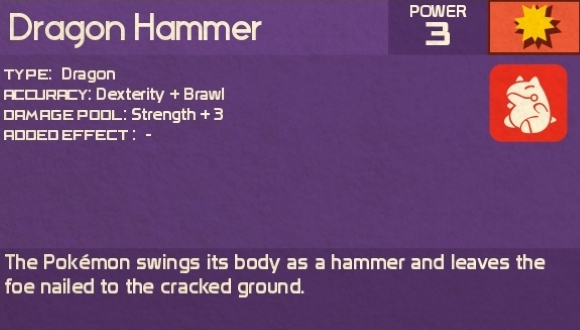 Dragon Hammer
POWER
3
TYPE: Dragon
ACCURACY: Dexterity + Brawl
DAMAGE POOL: Strength + 3
ADDED EFFECT : -
The Pokémon swings its body as a hammer and leaves the
foe nailed to the cracked ground.